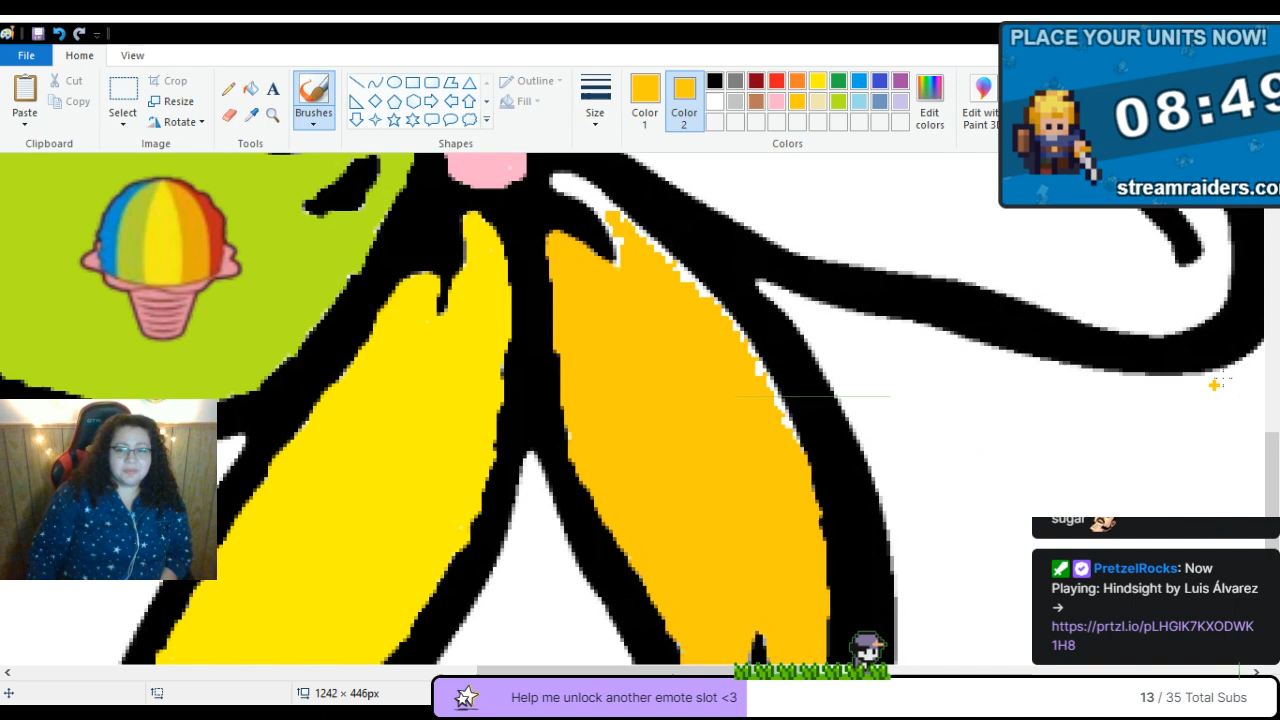 File Home View
Paste
Cut
Copy
Clipboard
Select
Crop
Resize
Rotate
Image
Tools
Brushes
Outline
Fill
Shapes
Size
Color 1
Color 2
Edit colors
Colors
Edit with Paint 3D
PLACE YOUR UNITS NOW!
08:49
sugar
PretzelRocks: Now
Playing: Hindsight by Luis Álvarez
→
https://prtzl.io/pLHGlK7KXODWK
1H8
1242 × 446px
Help me unlock another emote slot <3
13 / 35 Total Subs